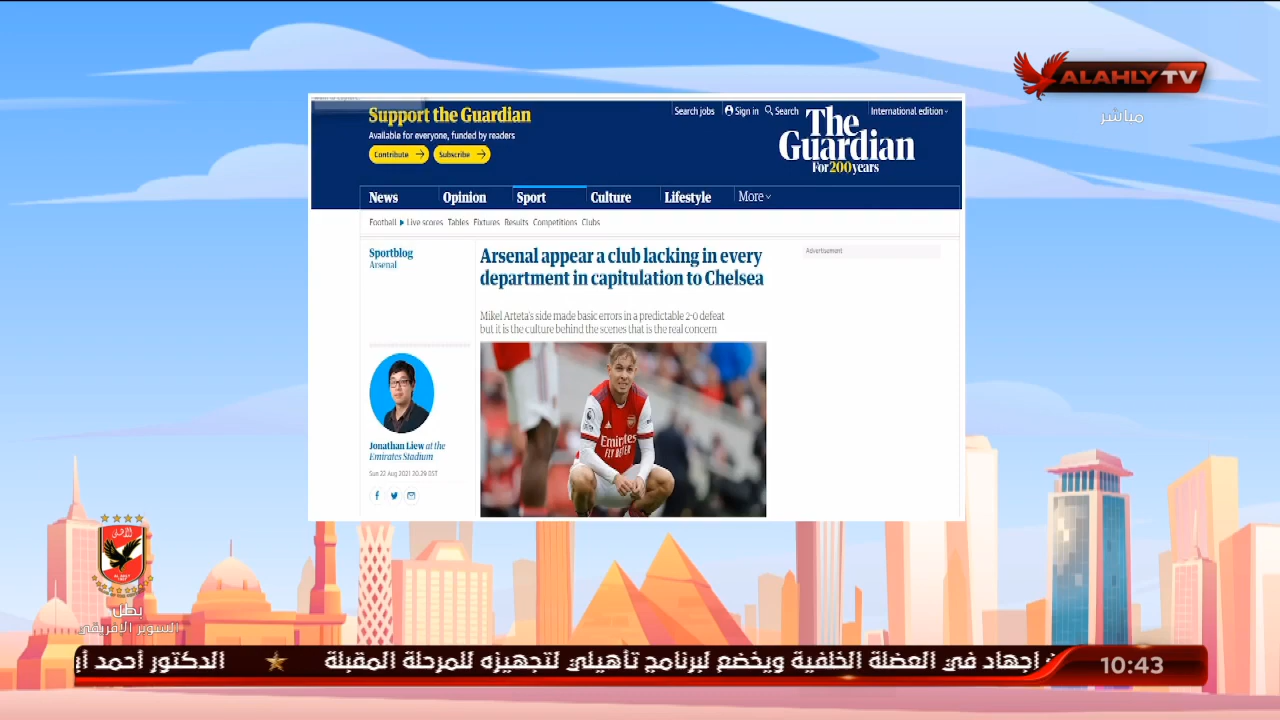 ALAHLY TV
مباشر
Support the Guardian
Available for everyone, funded by readers
Contribute
Subscribe
Search jobs
Sign in
Search
International edition
The
Guardian
For 200 years
News
Opinion
Sport
Culture
Lifestyle
More
Football
Live scores
Tables
Fixtures
Results
Competitions
Clubs
Sportblog
Arsenal
Arsenal appear a club lacking in every
department in capitulation to Chelsea
Advertisement
Mikel Arteta's side made basic errors in a predictable 2-0 defeat
but it is the culture behind the scenes that is the real concern
Emirates
FLY BETTER
Jonathan Liew at the
Emirates Stadium
Sun 22 Aug 2021 20.29 BST
بطل
السوبر الإفريقي
إجهاد في العضلة الخلفية ويخضع لبرنامج تأهيلي لتجهيزه للمرحلة المقبلة ★ الدكتور أحمد
10:43